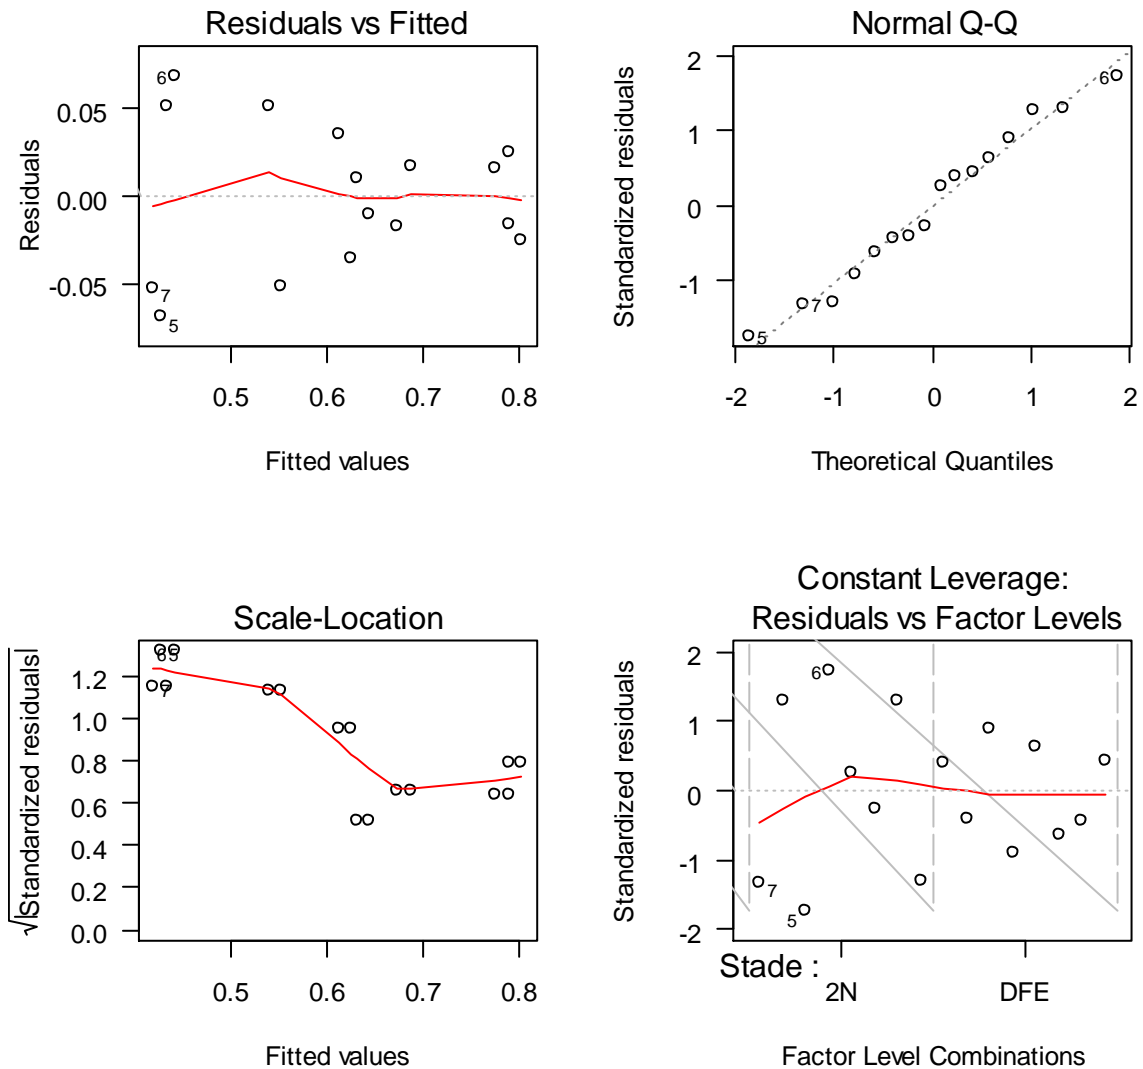 Residuals vs Fitted
Residuals
0.05
0.00
-0.05
6
7
5
0.5 0.6 0.7 0.8
Fitted values
Normal Q-Q
Standardized residuals
2
1
0
-1
6
7
5
-2 -1 0 1 2
Theoretical Quantiles
Scale-Location
√|Standardized residuals|
1.2
1.0
0.8
0.6
0.4
0.2
0.0
6 5
7
0.5 0.6 0.7 0.8
Fitted values
Constant Leverage:
Residuals vs Factor Levels
Standardized residuals
2
1
0
-1
-2
6
7
5
Stade :
2N DFE
Factor Level Combinations